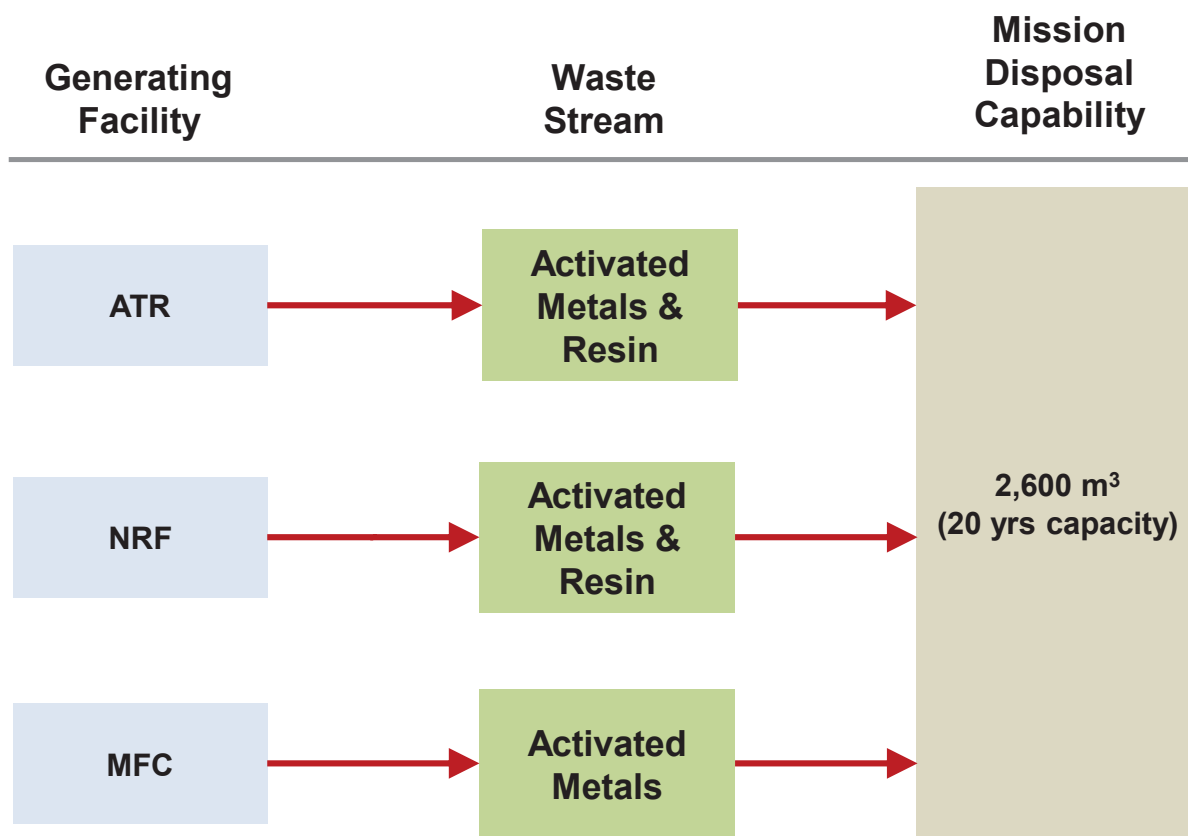 Generating
Facility
Waste
Stream
Mission
Disposal
Capability
ATR
Activated
Metals &
Resin
NRF
Activated
Metals &
Resin
2,600 m³
(20 yrs capacity)
MFC
Activated
Metals